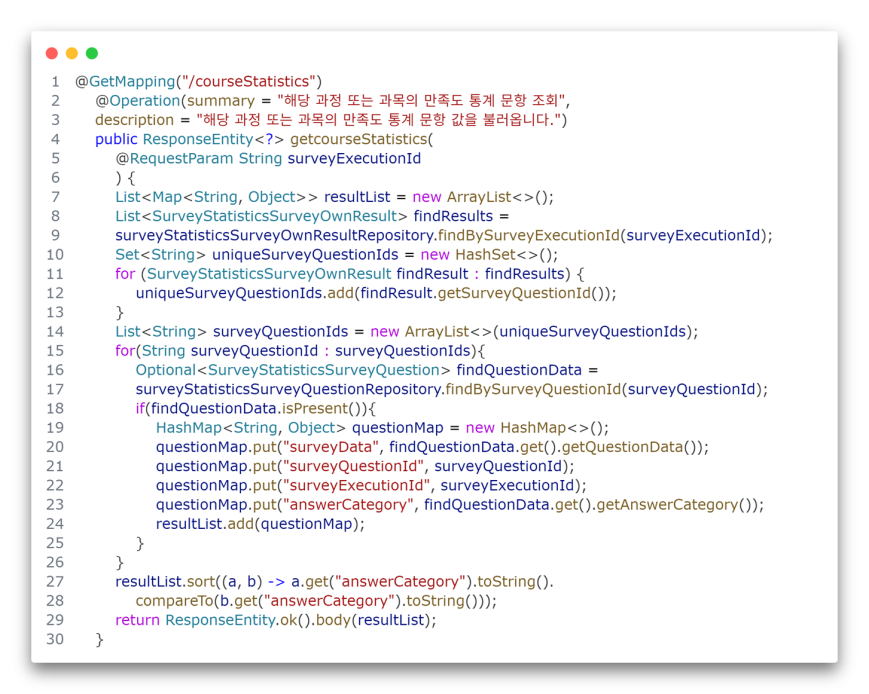 1 @GetMapping("/courseStatistics")
2 @Operation(summary = "해당 과정 또는 과목의 만족도 통계 문항 조회",
3 description = "해당 과정 또는 과목의 만족도 통계 문항 값을 불러옵니다.")
4 public ResponseEntity<?> getcourseStatistics(
5 @RequestParam String surveyExecutionId
6 ) {
7 List<Map<String, Object>> resultList = new ArrayList<>();
8 List<SurveyStatisticsSurveyOwnResult> findResults =
9 surveyStatisticsSurveyOwnResultRepository.findBySurveyExecutionId(surveyExecutionId);
10 Set<String> uniqueSurveyQuestionIds = new HashSet<>();
11 for (SurveyStatisticsSurveyOwnResult findResult : findResults) {
12 uniqueSurveyQuestionIds.add(findResult.getSurveyQuestionId());
13 }
14 List<String> surveyQuestionIds = new ArrayList<>(uniqueSurveyQuestionIds);
15 for(String surveyQuestionId : surveyQuestionIds){
16 Optional<SurveyStatisticsSurveyQuestion> findQuestionData =
17 surveyStatisticsSurveyQuestionRepository.findBySurveyQuestionId(surveyQuestionId);
18 if(findQuestionData.isPresent()){
19 HashMap<String, Object> questionMap = new HashMap<>();
20 questionMap.put("surveyData", findQuestionData.get().getQuestionData());
21 questionMap.put("surveyQuestionId", surveyQuestionId);
22 questionMap.put("surveyExecutionId", surveyExecutionId);
23 questionMap.put("answerCategory", findQuestionData.get().getAnswerCategory());
24 resultList.add(questionMap);
25 }
26 }
27 resultList.sort((a, b) -> a.get("answerCategory").toString().
28 compareTo(b.get("answerCategory").toString()));
29 return ResponseEntity.ok().body(resultList);
30 }